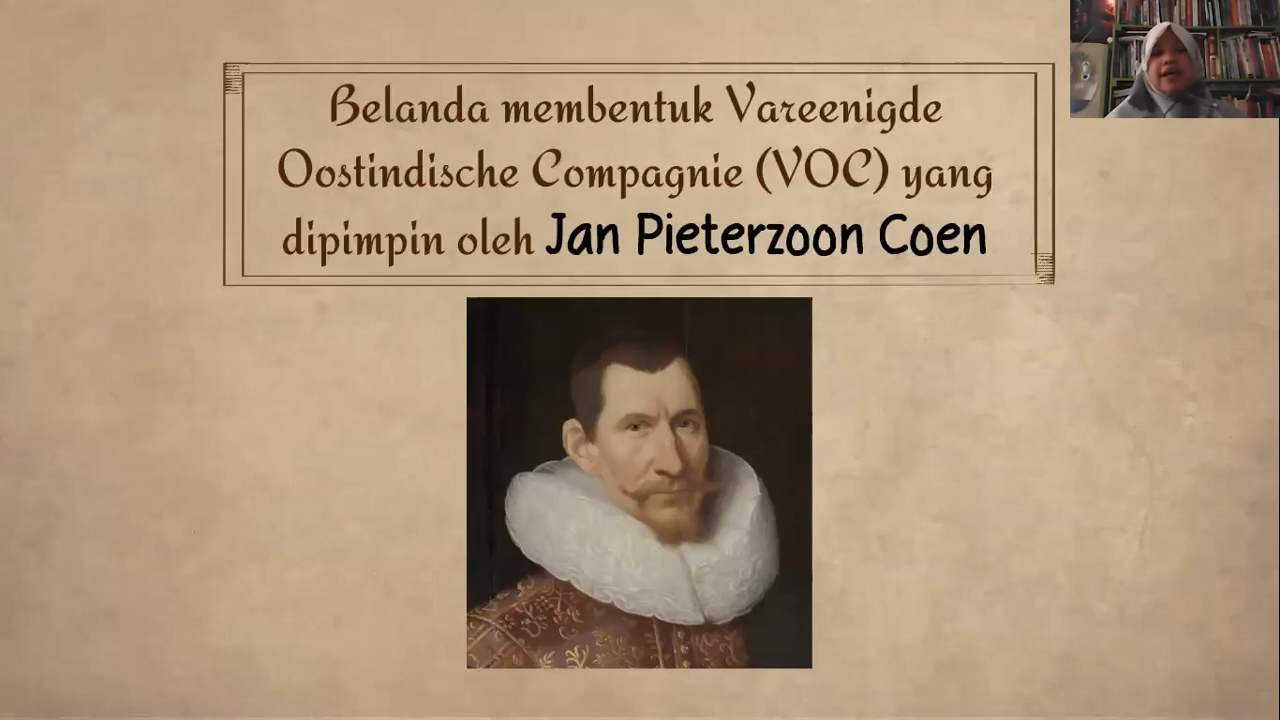 Belanda membentuk Vareenigde
Oostindische Compagnie (VOC) yang
dipimpin oleh Jan Pieterzoon Coen